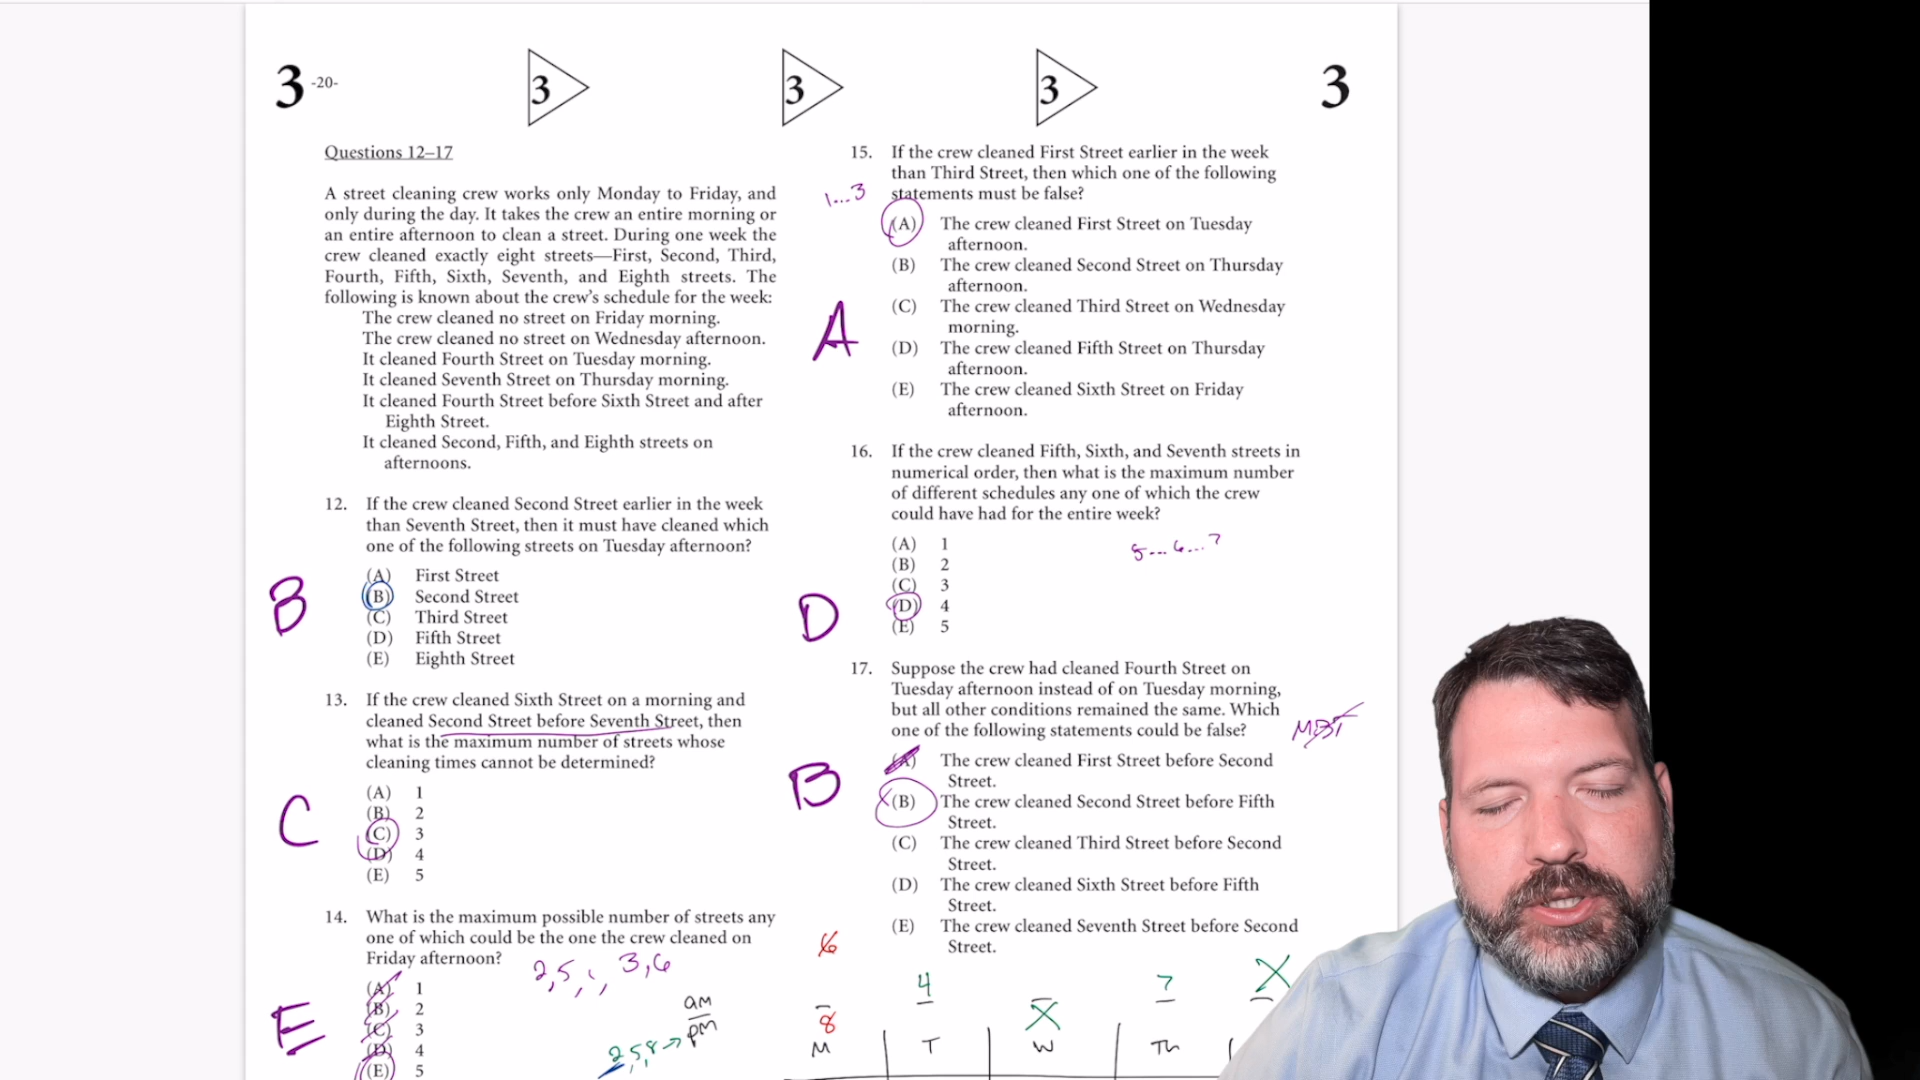 3 -20- 3 3 3 3
Questions 12–17
A street cleaning crew works only Monday to Friday, and
only during the day. It takes the crew an entire morning or
an entire afternoon to clean a street. During one week the
crew cleaned exactly eight streets—First, Second, Third,
Fourth, Fifth, Sixth, Seventh, and Eighth streets. The
following is known about the crew's schedule for the week:
The crew cleaned no street on Friday morning.
The crew cleaned no street on Wednesday afternoon.
It cleaned Fourth Street on Tuesday morning.
It cleaned Seventh Street on Thursday morning.
It cleaned Fourth Street before Sixth Street and after
Eighth Street.
It cleaned Second, Fifth, and Eighth streets on
afternoons.
12. If the crew cleaned Second Street earlier in the week
than Seventh Street, then it must have cleaned which
one of the following streets on Tuesday afternoon?
(A) First Street
(B) Second Street
(C) Third Street
(D) Fifth Street
(E) Eighth Street
B
13. If the crew cleaned Sixth Street on a morning and
cleaned Second Street before Seventh Street, then
what is the maximum number of streets whose
cleaning times cannot be determined?
(A) 1
(B) 2
(C) 3
(D) 4
(E) 5
C
14. What is the maximum possible number of streets any
one of which could be the one the crew cleaned on
Friday afternoon?
2,5, 1, 3,6
(A) 1
(B) 2
(C) 3
(D) 4
(E) 5
E
15. If the crew cleaned First Street earlier in the week
than Third Street, then which one of the following
statements must be false?
1...3
(A) The crew cleaned First Street on Tuesday
afternoon.
(B) The crew cleaned Second Street on Thursday
afternoon.
(C) The crew cleaned Third Street on Wednesday
morning.
(D) The crew cleaned Fifth Street on Thursday
afternoon.
(E) The crew cleaned Sixth Street on Friday
afternoon.
A
16. If the crew cleaned Fifth, Sixth, and Seventh streets in
numerical order, then what is the maximum number
of different schedules any one of which the crew
could have had for the entire week?
(A) 1
(B) 2
(C) 3
(D) 4
(E) 5
5...6...7
D
17. Suppose the crew had cleaned Fourth Street on
Tuesday afternoon instead of on Tuesday morning,
but all other conditions remained the same. Which
one of the following statements could be false?
MBT
(A) The crew cleaned First Street before Second
Street.
(B) The crew cleaned Second Street before Fifth
Street.
(C) The crew cleaned Third Street before Second
Street.
(D) The crew cleaned Sixth Street before Fifth
Street.
(E) The crew cleaned Seventh Street before Second
Street.
B
6
4 7 X
am
pm
2,5,8 → 8 X
M T W Th